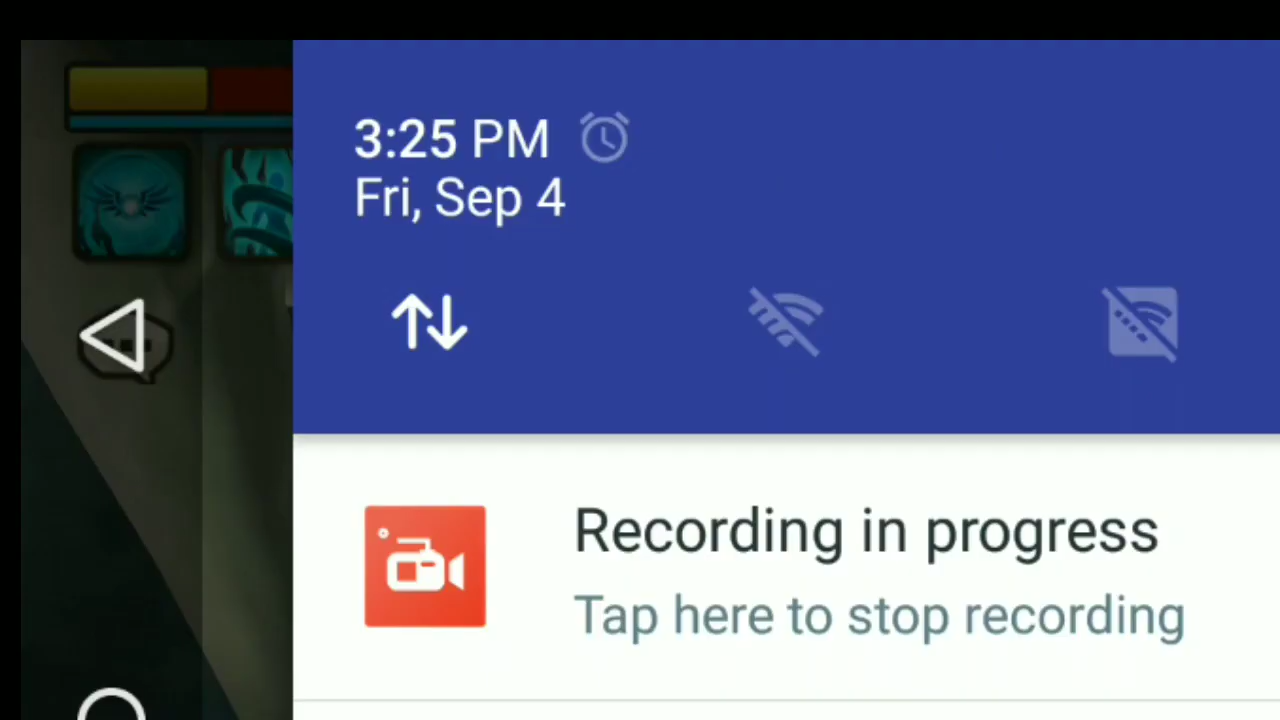 3:25 PM
Fri, Sep 4
Recording in progress
Tap here to stop recording